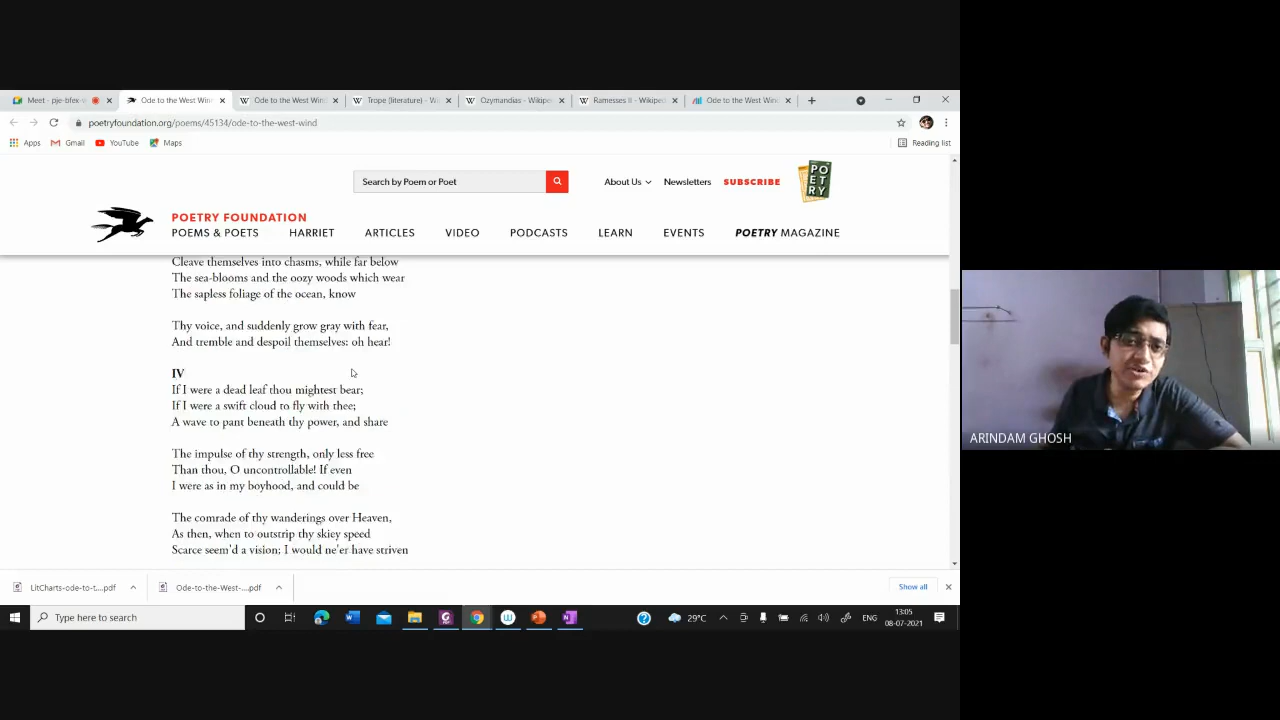 Meet - pje-bfex-
Ode to the West Win
Ode to the West Wind
Trope (literature) - Wi
Ozymandias - Wikipe
Ramesses II - Wikiped
Ode to the West Wind
poetryfoundation.org/poems/45134/ode-to-the-west-wind
Apps
Gmail
YouTube
Maps
Reading list
Search by Poem or Poet
About Us
Newsletters
SUBSCRIBE
POETRY
POETRY FOUNDATION
POEMS & POETS
HARRIET
ARTICLES
VIDEO
PODCASTS
LEARN
EVENTS
POETRY MAGAZINE
Cleave themselves into chasms, while far below
The sea-blooms and the oozy woods which wear
The sapless foliage of the ocean, know
Thy voice, and suddenly grow gray with fear,
And tremble and despoil themselves: oh hear!
IV
If I were a dead leaf thou mightest bear;
If I were a swift cloud to fly with thee;
A wave to pant beneath thy power, and share
The impulse of thy strength, only less free
Than thou, O uncontrollable! If even
I were as in my boyhood, and could be
The comrade of thy wanderings over Heaven,
As then, when to outstrip thy skiey speed
Scarce seem'd a vision; I would ne'er have striven
ARINDAM GHOSH
LitCharts-ode-to-t....pdf
Ode-to-the-West-....pdf
Show all
Type here to search
29°C
ENG
13:05
08-07-2021